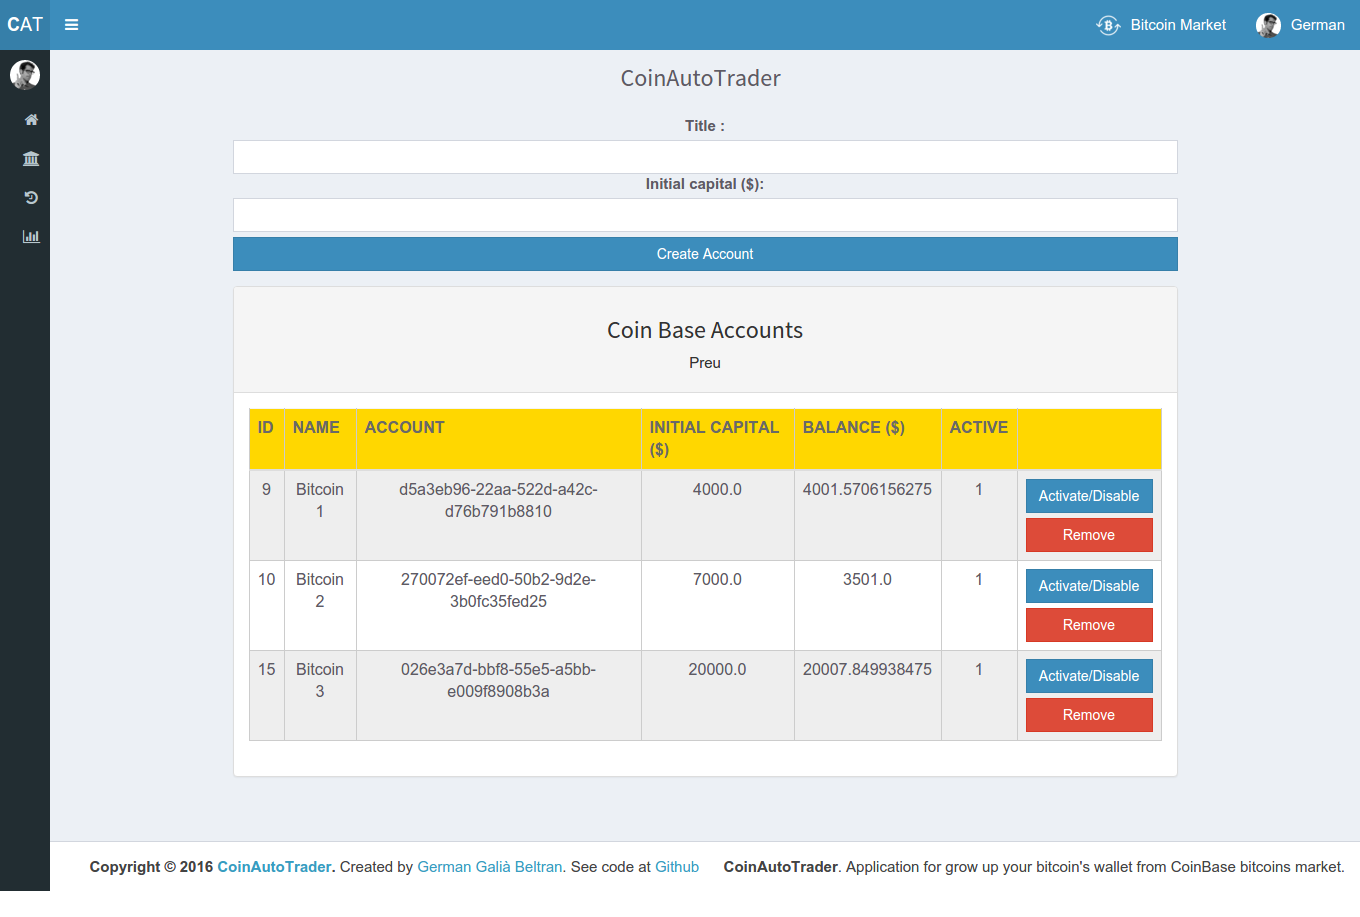 CAT
Bitcoin Market
German
CoinAutoTrader
Title :
Initial capital ($):
Create Account
Coin Base Accounts
Preu
ID NAME ACCOUNT INITIAL CAPITAL ($) BALANCE ($) ACTIVE
9 Bitcoin 1 d5a3eb96-22aa-522d-a42c-d76b791b8810 4000.0 4001.5706156275 1 Activate/Disable
Remove
10 Bitcoin 2 270072ef-eed0-50b2-9d2e-3b0fc35fed25 7000.0 3501.0 1 Activate/Disable
Remove
15 Bitcoin 3 026e3a7d-bbf8-55e5-a5bb-e009f8908b3a 20000.0 20007.849938475 1 Activate/Disable
Remove
Copyright © 2016 CoinAutoTrader. Created by German Galià Beltran. See code at Github
CoinAutoTrader. Application for grow up your bitcoin's wallet from CoinBase bitcoins market.